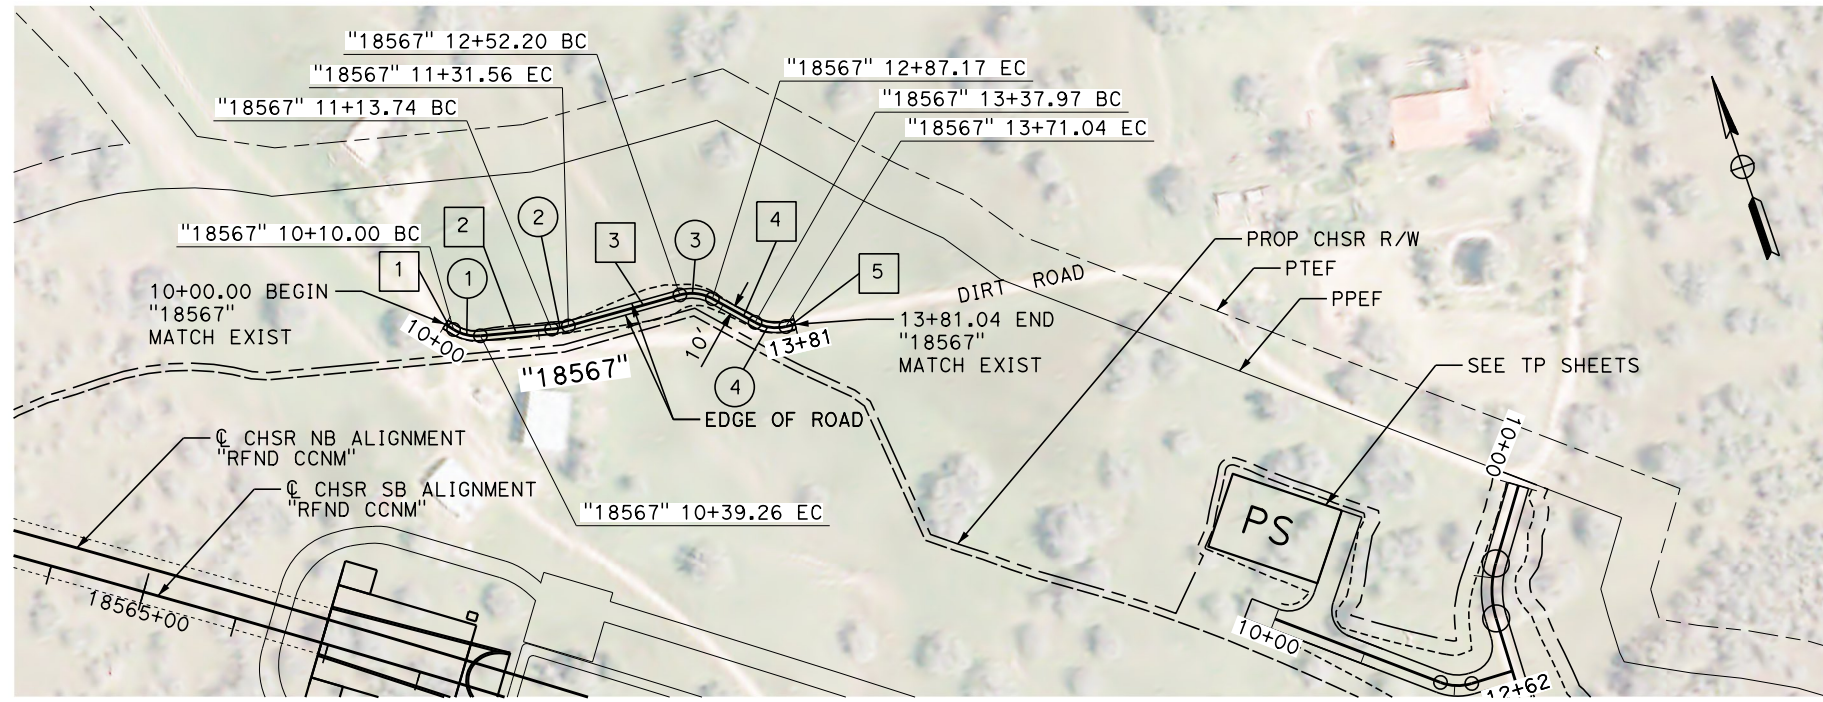 "18567" 12+52.20 BC
"18567" 11+31.56 EC
"18567" 11+13.74 BC
"18567" 12+87.17 EC
"18567" 13+37.97 BC
"18567" 13+71.04 EC
"18567" 10+10.00 BC
1
1
2
2
3
3
4
5
10+00.00 BEGIN
"18567"
MATCH EXIST
10+00
"18567"
10'
4
13+81
DIRT ROAD
13+81.04 END
"18567"
MATCH EXIST
EDGE OF ROAD
PROP CHSR R/W
PTEF
PPEF
SEE TP SHEETS
℄ CHSR NB ALIGNMENT
"RFND CCNM"
℄ CHSR SB ALIGNMENT
"RFND CCNM"
"18567" 10+39.26 EC
18565+00
PS
10+00
10+00
12+62